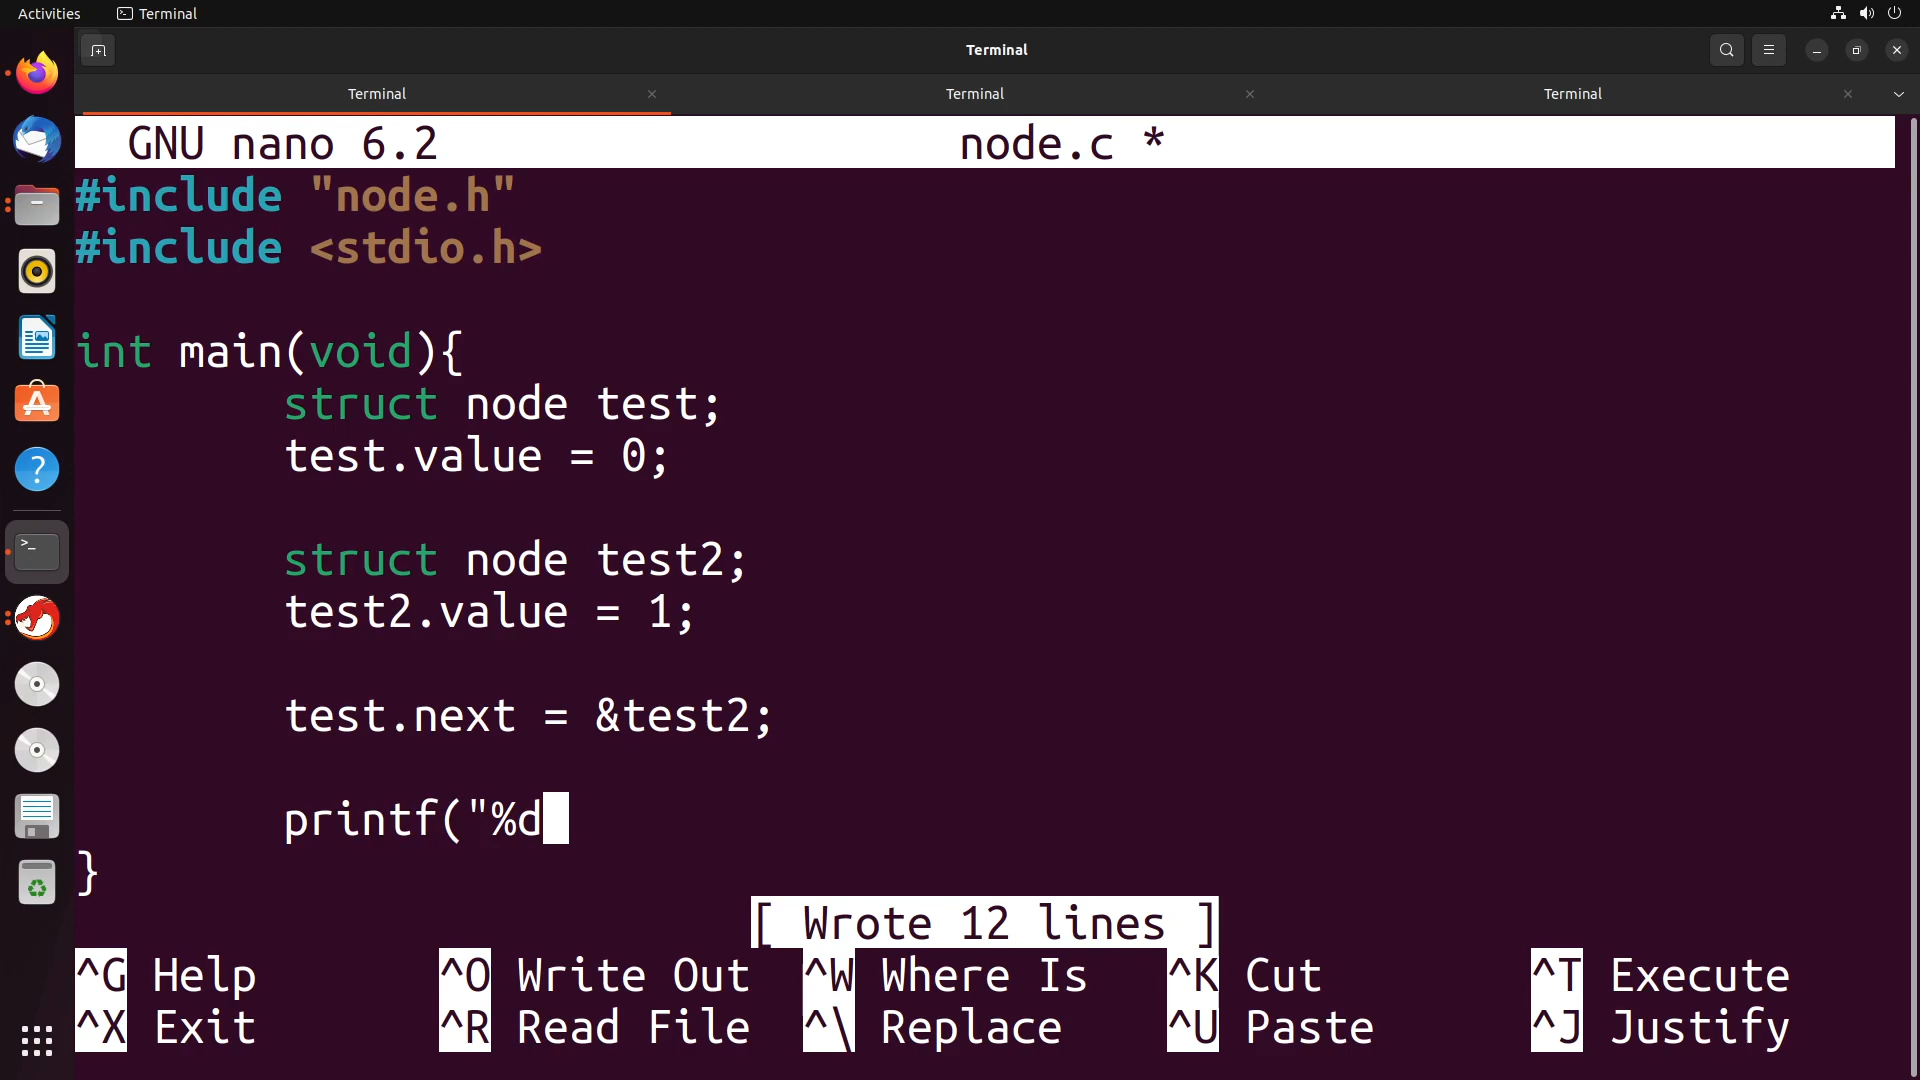 Activities
Terminal
Terminal
Terminal
Terminal
Terminal
GNU nano 6.2 node.c *
#include "node.h"
#include <stdio.h>
int main(void){
struct node test;
test.value = 0;
struct node test2;
test2.value = 1;
test.next = &test2;
printf("%d
}
[ Wrote 12 lines ]
^G Help ^O Write Out ^W Where Is ^K Cut ^T Execute
^X Exit ^R Read File ^\ Replace ^U Paste ^J Justify